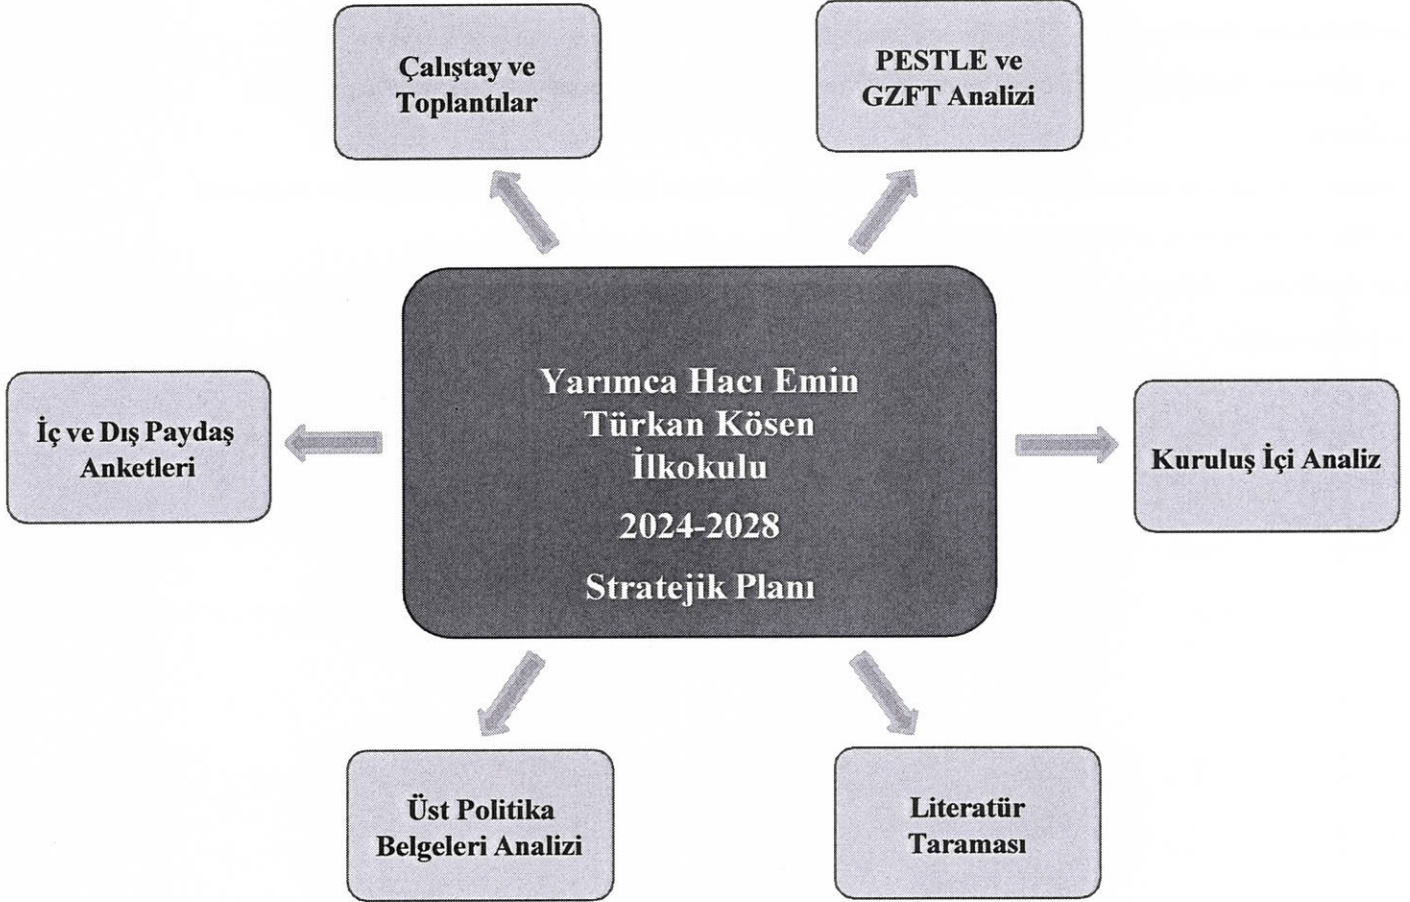 Çalıştay ve
Toplantılar
PESTLE ve
GZFT Analizi
İç ve Dış Paydaş
Anketleri
Yarımca Hacı Emin
Türkan Kösen
İlkokulu
2024-2028
Stratejik Planı
Kuruluş İçi Analiz
Üst Politika
Belgeleri Analizi
Literatür
Taraması